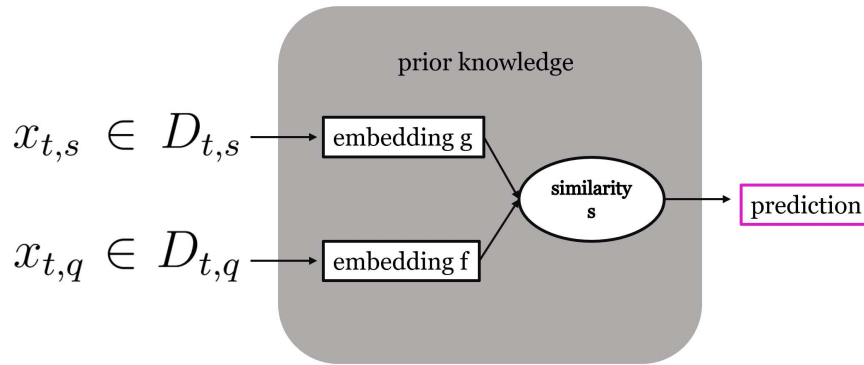 prior knowledge
x_{t,s} ∈ D_{t,s}
embedding g
similarity
s
prediction
x_{t,q} ∈ D_{t,q}
embedding f